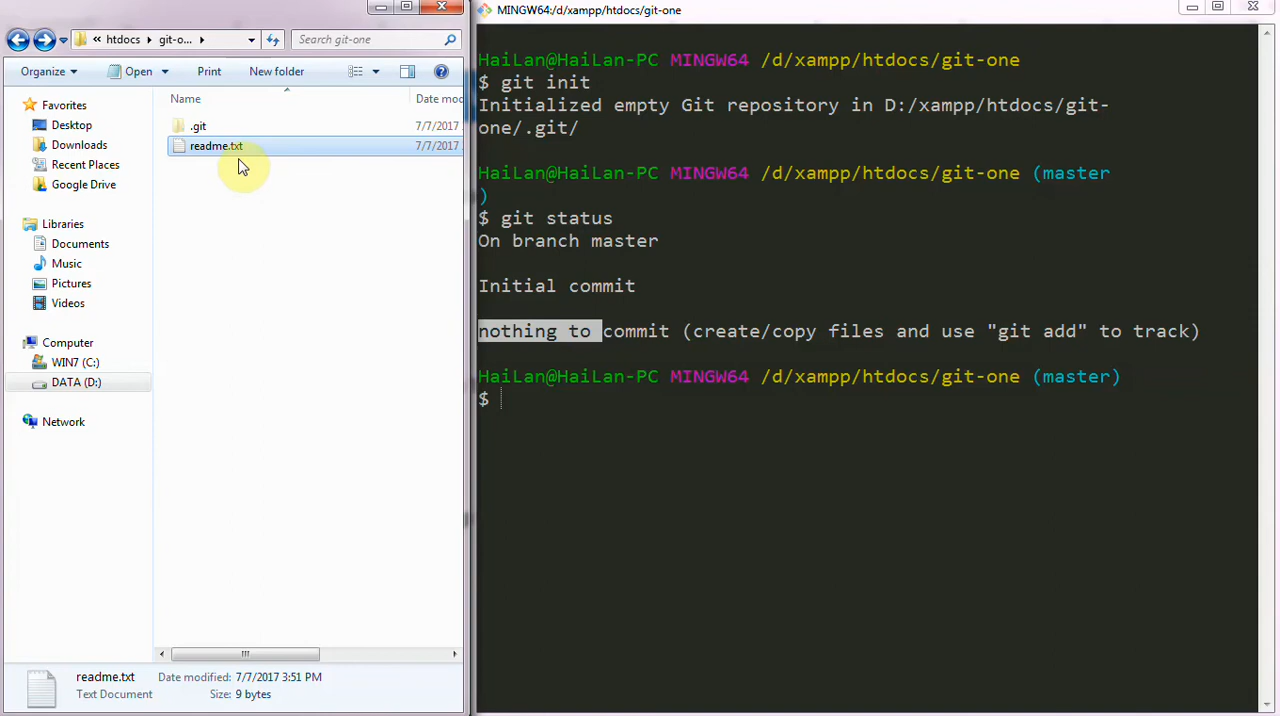 htdocs
git-o...
Search git-one
Organize
Open
Print
New folder
Favorites
Desktop
Downloads
Recent Places
Google Drive
Libraries
Documents
Music
Pictures
Videos
Computer
WIN7 (C:)
DATA (D:)
Network
Name
Date mod
.git
7/7/2017
readme.txt
7/7/2017
readme.txt
Date modified: 7/7/2017 3:51 PM
Text Document
Size: 9 bytes
MINGW64:/d/xampp/htdocs/git-one
HaiLan@HaiLan-PC MINGW64 /d/xampp/htdocs/git-one
$ git init
Initialized empty Git repository in D:/xampp/htdocs/git-
one/.git/
HaiLan@HaiLan-PC MINGW64 /d/xampp/htdocs/git-one (master
)
$ git status
On branch master
Initial commit
nothing to commit (create/copy files and use "git add" to track)
HaiLan@HaiLan-PC MINGW64 /d/xampp/htdocs/git-one (master)
$